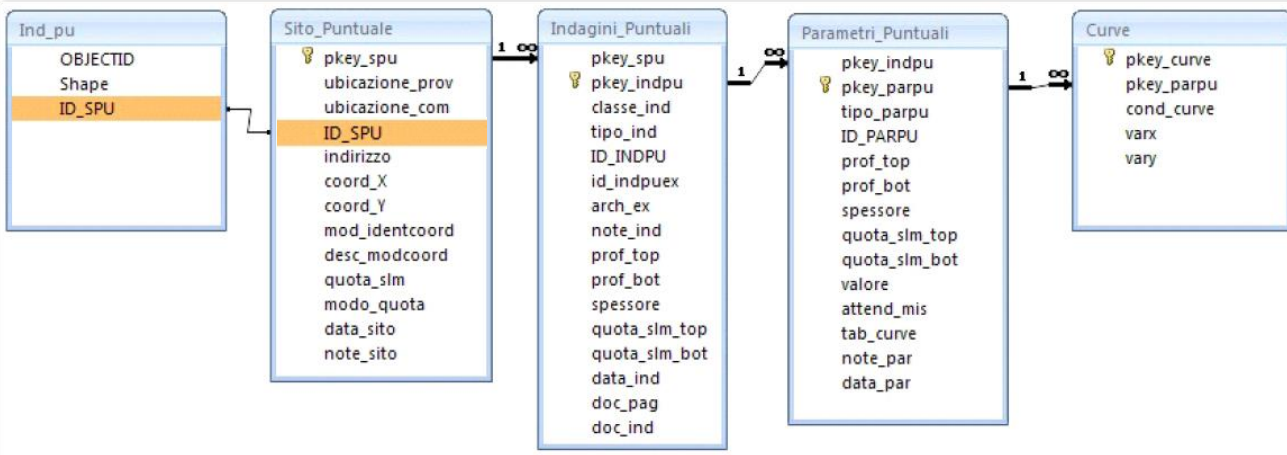 Ind_pu
OBJECTID
Shape
ID_SPU
Sito_Puntuale
pkey_spu
ubicazione_prov
ubicazione_com
ID_SPU
indirizzo
coord_X
coord_Y
mod_identcoord
desc_modcoord
quota_slm
modo_quota
data_sito
note_sito
1 ∞
Indagini_Puntuali
pkey_spu
pkey_indpu
classe_ind
tipo_ind
ID_INDPU
id_indpuex
arch_ex
note_ind
prof_top
prof_bot
spessore
quota_slm_top
quota_slm_bot
data_ind
doc_pag
doc_ind
1 ∞
Parametri_Puntuali
pkey_indpu
pkey_parpu
tipo_parpu
ID_PARPU
prof_top
prof_bot
spessore
quota_slm_top
quota_slm_bot
valore
attend_mis
tab_curve
note_par
data_par
1 ∞
Curve
pkey_curve
pkey_parpu
cond_curve
varx
vary